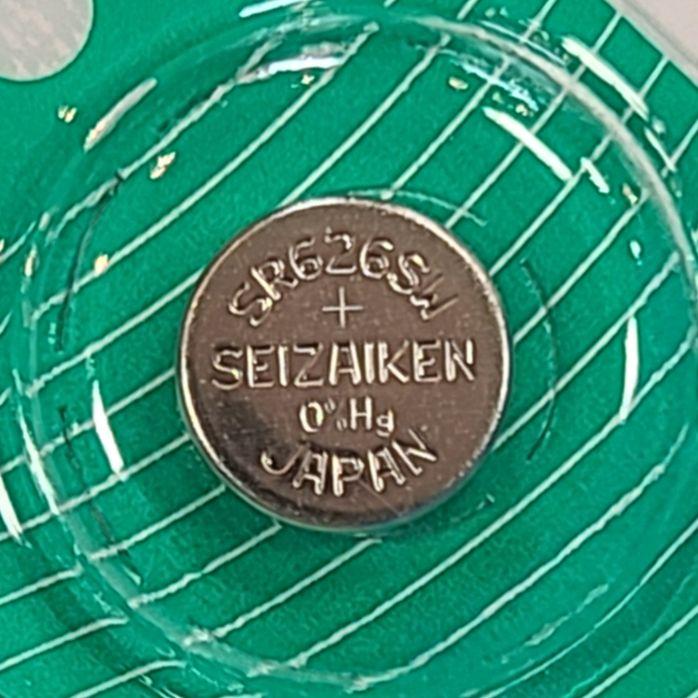 SR626SW
+
SEIZAIKEN
0%Hg
JAPAN